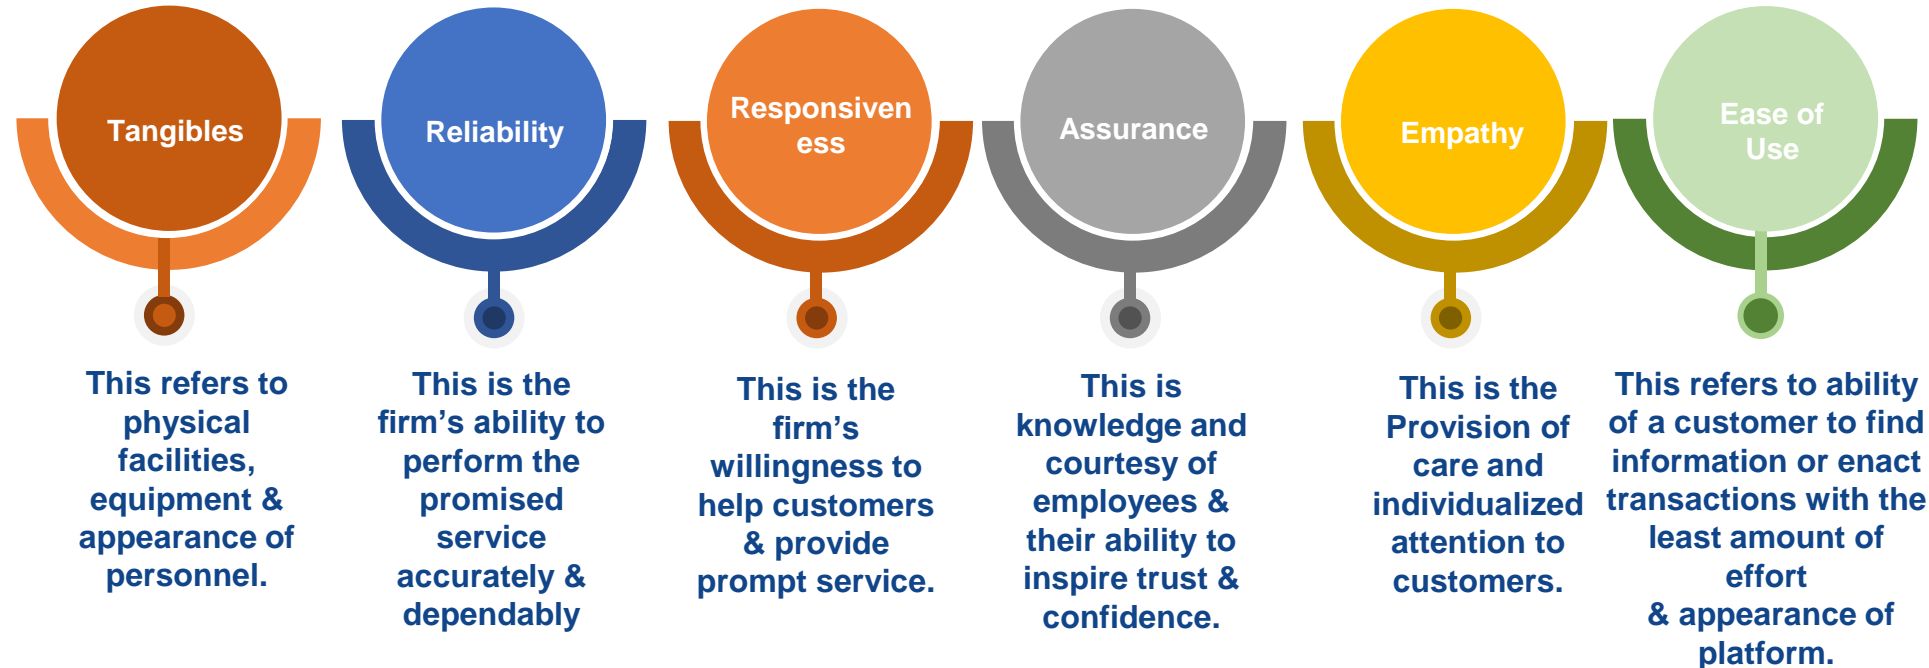 Tangibles
This refers to
physical
facilities,
equipment &
appearance of
personnel.
Reliability
This is the
firm’s ability to
perform the
promised
service
accurately &
dependably
Responsiven
ess
This is the
firm’s
willingness to
help customers
& provide
prompt service.
Assurance
This is
knowledge and
courtesy of
employees &
their ability to
inspire trust &
confidence.
Empathy
This is the
Provision of
care and
individualized
attention to
customers.
Ease of
Use
This refers to ability
of a customer to find
information or enact
transactions with the
least amount of
effort
& appearance of
platform.